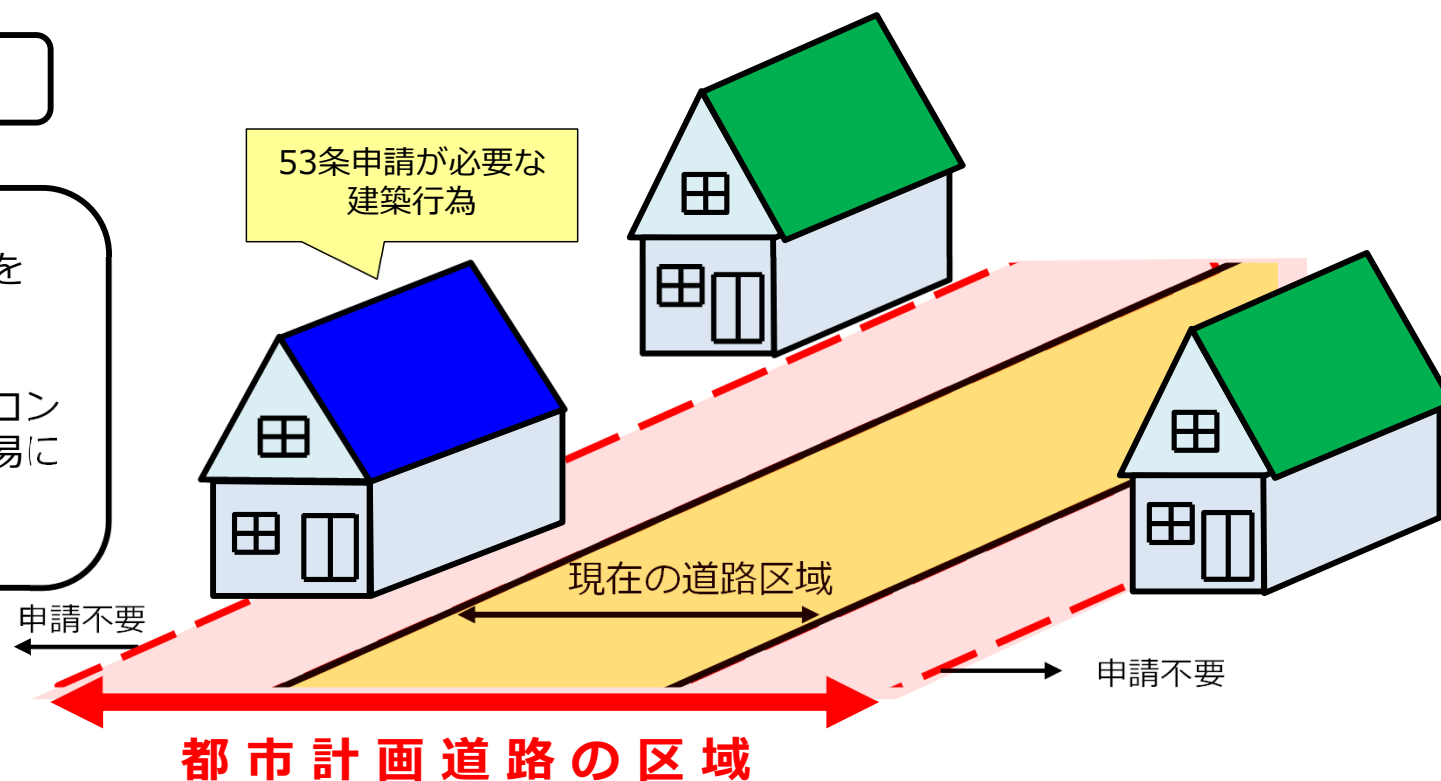 53条申請が必要な
建築行為
を
コン
易に
申請不要
現在の道路区域
申請不要
都市計画道路の区域